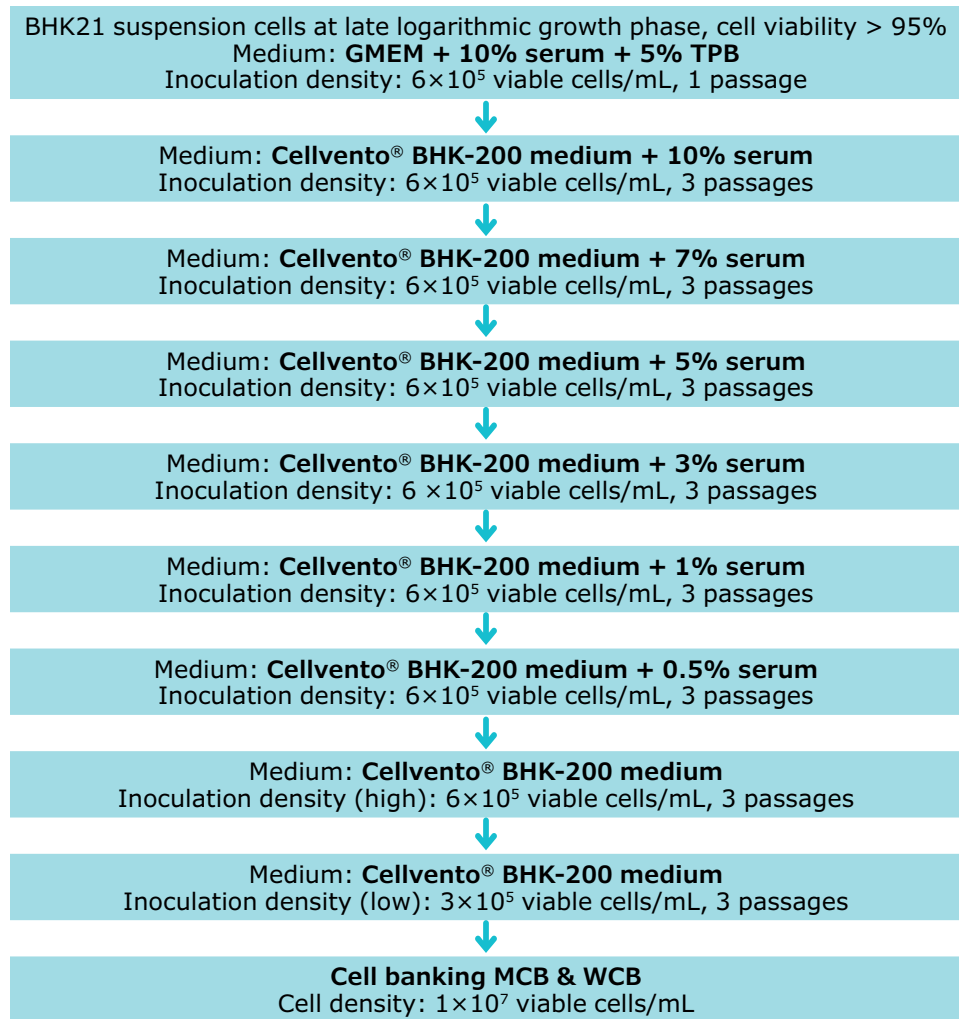 BHK21 suspension cells at late logarithmic growth phase, cell viability > 95%
Medium: GMEM + 10% serum + 5% TPB
Inoculation density: 6×10⁵ viable cells/mL, 1 passage
Medium: Cellvento® BHK-200 medium + 10% serum
Inoculation density: 6×10⁵ viable cells/mL, 3 passages
Medium: Cellvento® BHK-200 medium + 7% serum
Inoculation density: 6×10⁵ viable cells/mL, 3 passages
Medium: Cellvento® BHK-200 medium + 5% serum
Inoculation density: 6×10⁵ viable cells/mL, 3 passages
Medium: Cellvento® BHK-200 medium + 3% serum
Inoculation density: 6 ×10⁵ viable cells/mL, 3 passages
Medium: Cellvento® BHK-200 medium + 1% serum
Inoculation density: 6×10⁵ viable cells/mL, 3 passages
Medium: Cellvento® BHK-200 medium + 0.5% serum
Inoculation density: 6×10⁵ viable cells/mL, 3 passages
Medium: Cellvento® BHK-200 medium
Inoculation density (high): 6×10⁵ viable cells/mL, 3 passages
Medium: Cellvento® BHK-200 medium
Inoculation density (low): 3×10⁵ viable cells/mL, 3 passages
Cell banking MCB & WCB
Cell density: 1×10⁷ viable cells/mL